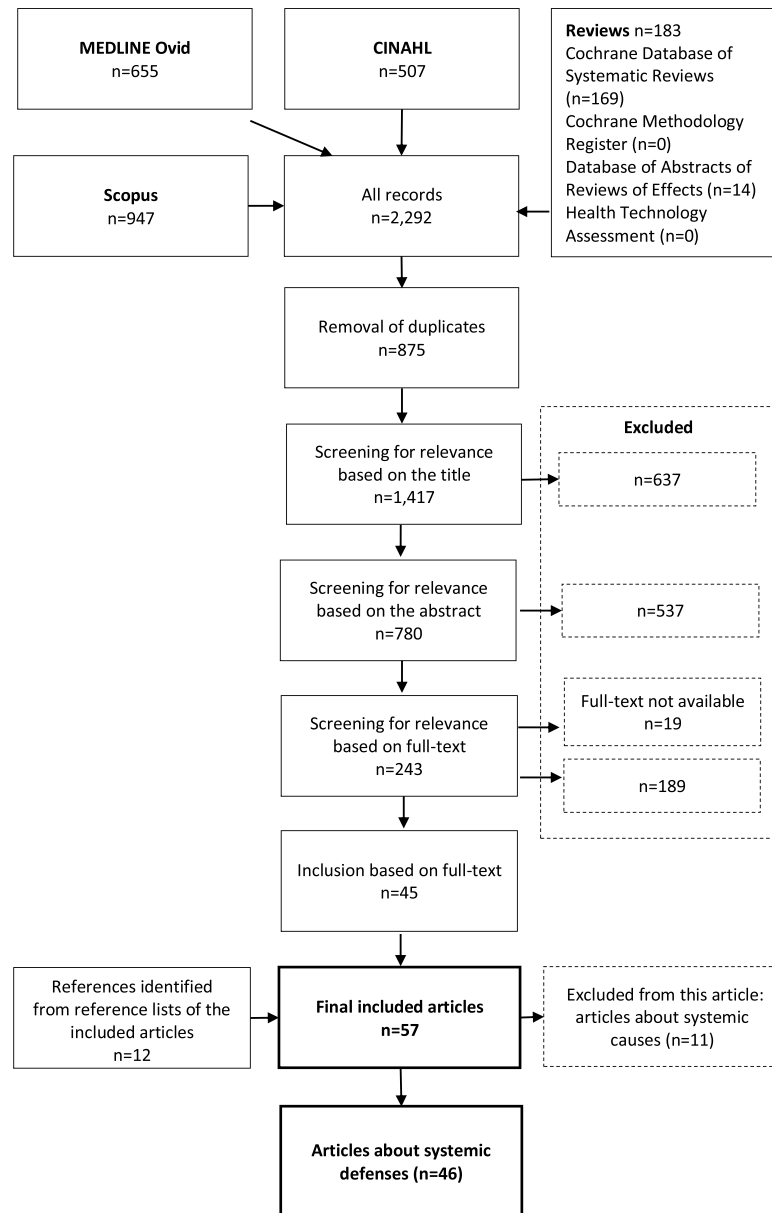 MEDLINE Ovid
n=655
CINAHL
n=507
Reviews n=183
Cochrane Database of
Systematic Reviews
(n=169)
Cochrane Methodology
Register (n=0)
Database of Abstracts of
Reviews of Effects (n=14)
Health Technology
Assessment (n=0)
Scopus
n=947
All records
n=2,292
Removal of duplicates
n=875
Screening for relevance
based on the title
n=1,417
Excluded
n=637
Screening for relevance
based on the abstract
n=780
n=537
Screening for relevance
based on full-text
n=243
Full-text not available
n=19
n=189
Inclusion based on full-text
n=45
References identified
from reference lists of the
included articles
n=12
Final included articles
n=57
Excluded from this article:
articles about systemic
causes (n=11)
Articles about systemic
defenses (n=46)